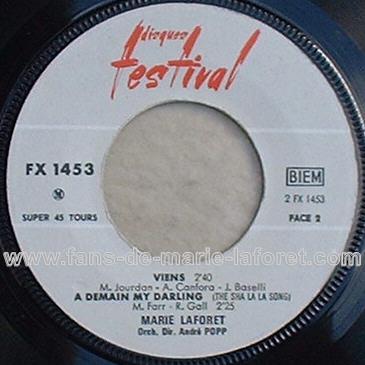 disques
festival
FX 1453
BIEM
2 FX 1453
SUPER 45 TOURS
FACE 2
www.fans-de-marie-laforet.com
VIENS 2'40
M. Jourdan - A. Canfora - J. Baselli
A DEMAIN MY DARLING (THE SHA LA LA SONG)
M. Farr - R. Gall 2'25
MARIE LAFORET
Orch. Dir. André POPP